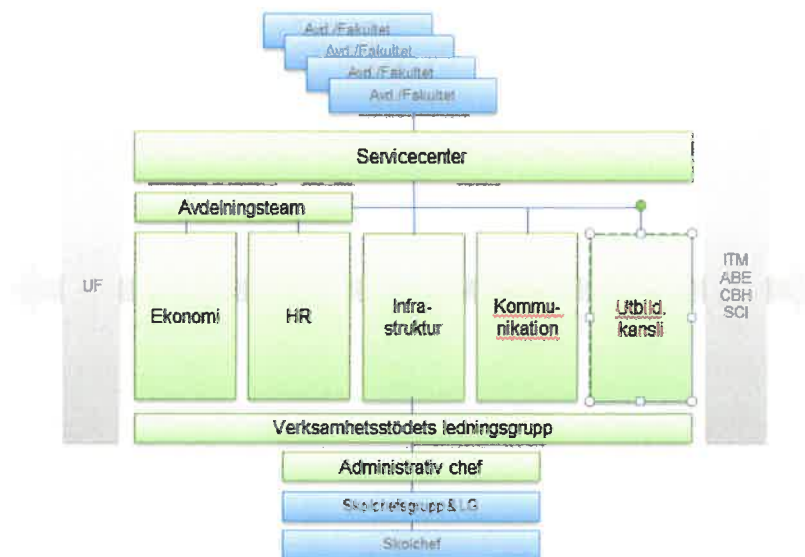 Avd./Fakultet
Avd./Fakultet
Avd./Fakultet
Avd./Fakultet
Servicecenter
Avdelningsteam
UF
Ekonomi
HR
Infra-
struktur
Kommu-
nikation
Utbild.
kansli
ITM
ABE
CBH
SCI
Verksamhetsstödets ledningsgrupp
Administrativ chef
Skolchefsgrupp & LG
Skolchef